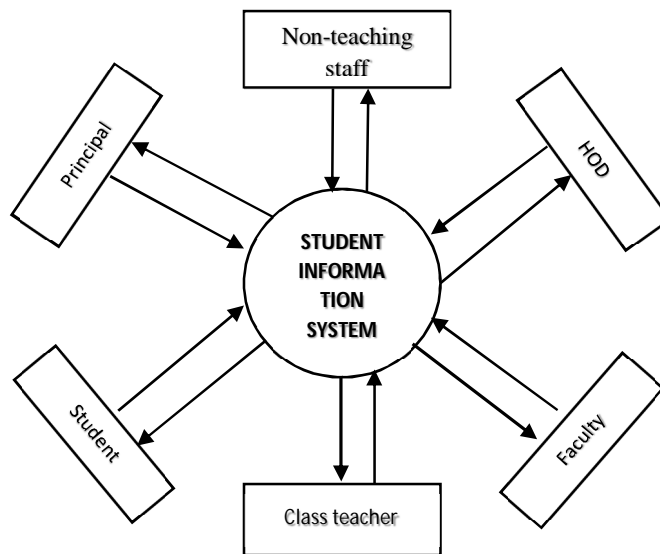 Non-teaching
staff
Principal
HOD
STUDENT
INFORMA
TION
SYSTEM
Student
Faculty
Class teacher